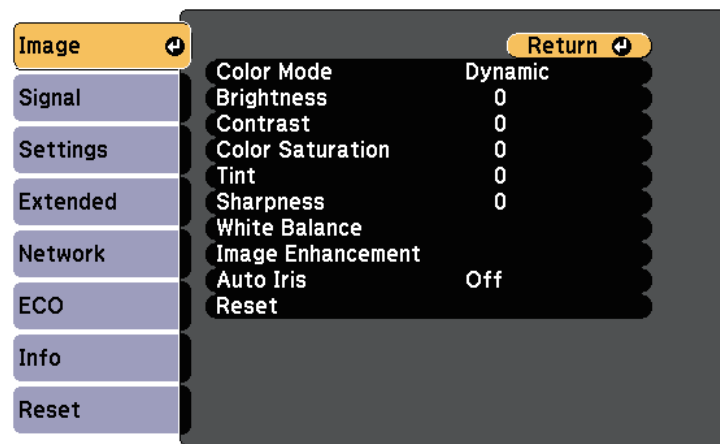 Image
Signal
Settings
Extended
Network
ECO
Info
Reset
Return
Color Mode Dynamic
Brightness 0
Contrast 0
Color Saturation 0
Tint 0
Sharpness 0
White Balance
Image Enhancement
Auto Iris Off
Reset